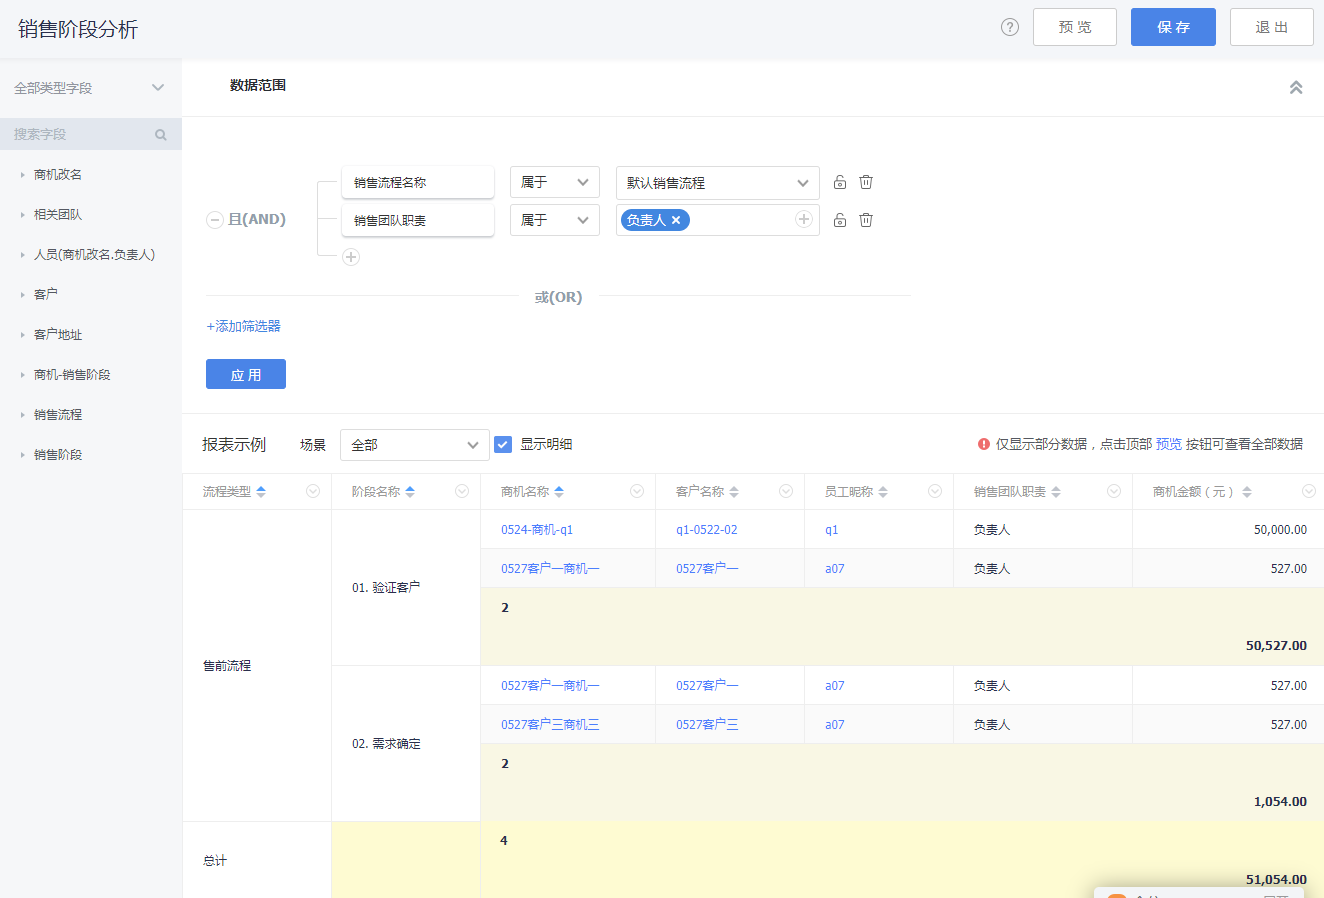 销售阶段分析
? 预 览 保 存 退 出
全部类型字段
数据范围
搜索字段
商机改名
相关团队
人员(商机改名.负责人)
客户
客户地址
商机-销售阶段
销售流程
销售阶段
且(AND)
销售流程名称 属于 默认销售流程
销售团队职责 属于 负责人 ×
或(OR)
+添加筛选器
应 用
报表示例 场景 全部 显示明细 仅显示部分数据，点击顶部 预览 按钮可查看全部数据
流程类型 阶段名称 商机名称 客户名称 员工昵称 销售团队职责 商机金额（元）
0524-商机-q1 q1-0522-02 q1 负责人 50,000.00
0527客户一商机一 0527客户一 a07 负责人 527.00
01. 验证客户
2
50,527.00
售前流程
0527客户一商机一 0527客户一 a07 负责人 527.00
0527客户三商机三 0527客户三 a07 负责人 527.00
02. 需求确定
2
1,054.00
总计
4
51,054.00